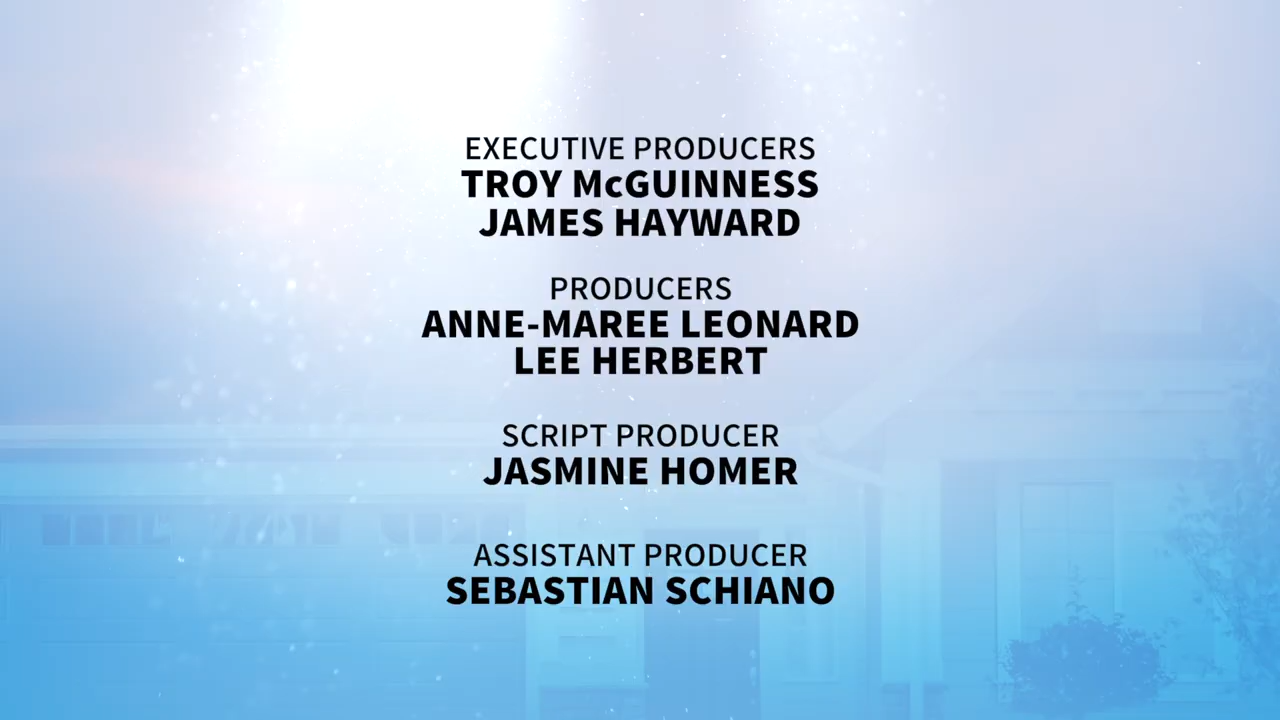 EXECUTIVE PRODUCERS
TROY McGUINNESS
JAMES HAYWARD
PRODUCERS
ANNE-MAREE LEONARD
LEE HERBERT
SCRIPT PRODUCER
JASMINE HOMER
ASSISTANT PRODUCER
SEBASTIAN SCHIANO